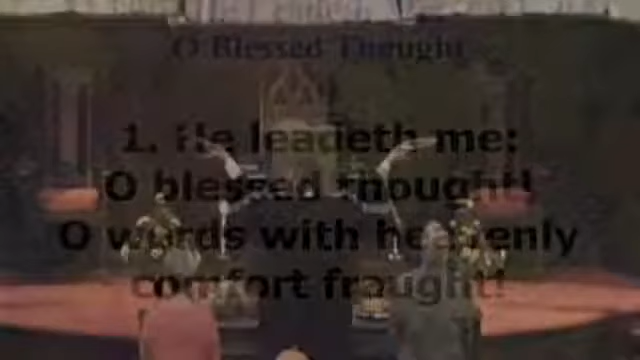 O Blessed Thought
1. He leadeth me:
O blessed thought!
O words with heavenly
comfort fraught!